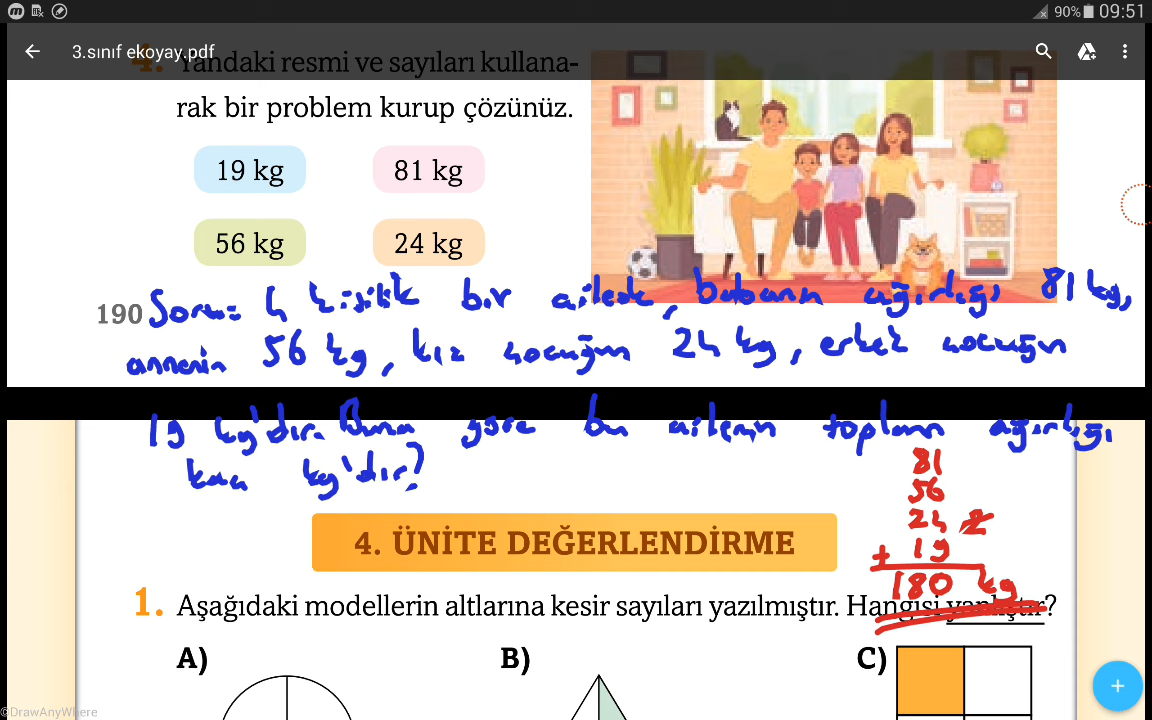 90% 09:51
3.sınıf ekoyay.pdf
4. Yandaki resmi ve sayıları kullana-
rak bir problem kurup çözünüz.
19 kg 81 kg
56 kg 24 kg
190 Soru: 4 kişilik bir ailede, babanın ağırlığı 81 kg,
annenin 56 kg, kız çocuğun 24 kg, erkek çocuğun
19 kg'dır. Buna göre bu ailenin toplam ağırlığı
kaç kg'dır?
81
56
24 2
+ 19
180 kg
4. ÜNİTE DEĞERLENDİRME
1. Aşağıdaki modellerin altlarına kesir sayıları yazılmıştır. Hangisi yanlıştır?
A) B) C)
©DrawAnyWhere